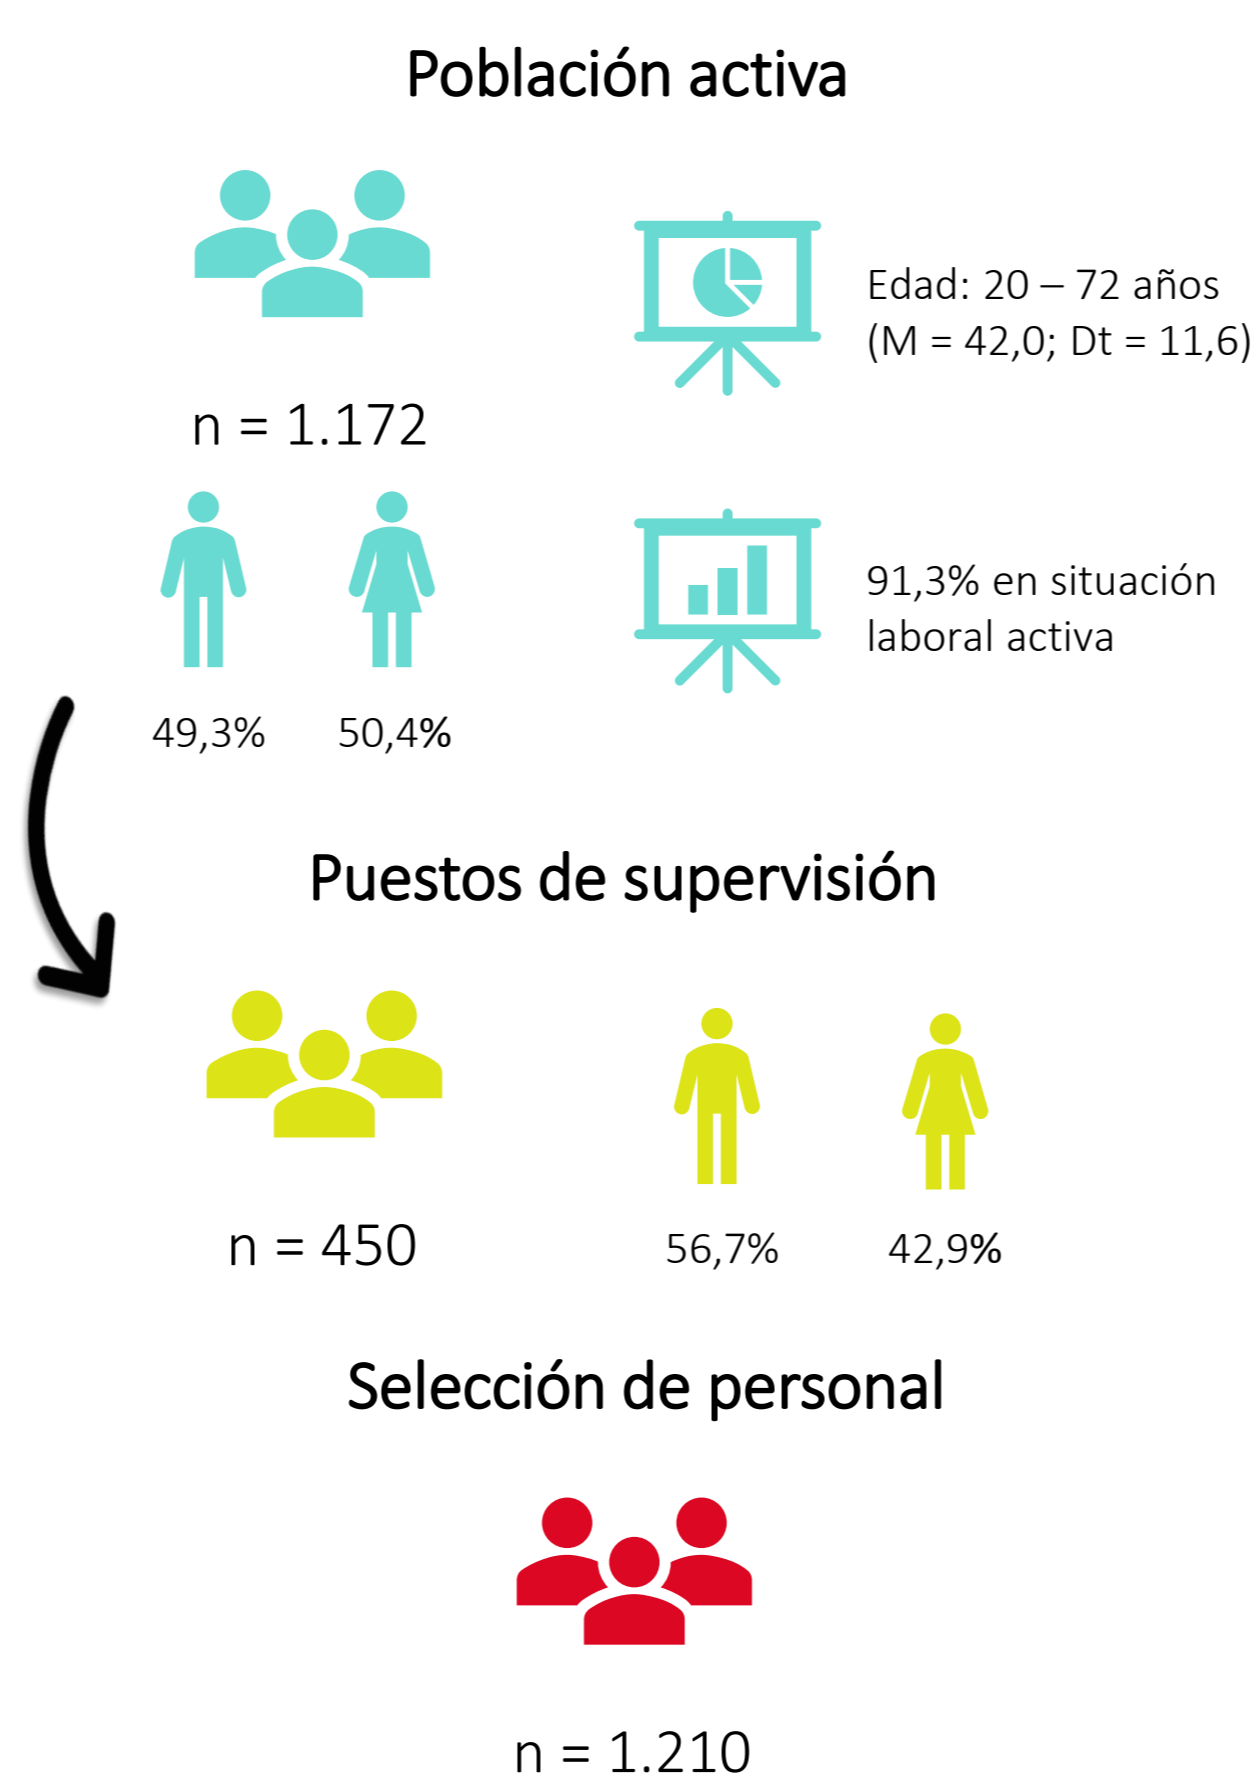 Población activa
Edad: 20 – 72 años
(M = 42,0; Dt = 11,6)
n = 1.172
91,3% en situación
laboral activa
49,3% 50,4%
Puestos de supervisión
n = 450
56,7% 42,9%
Selección de personal
n = 1.210